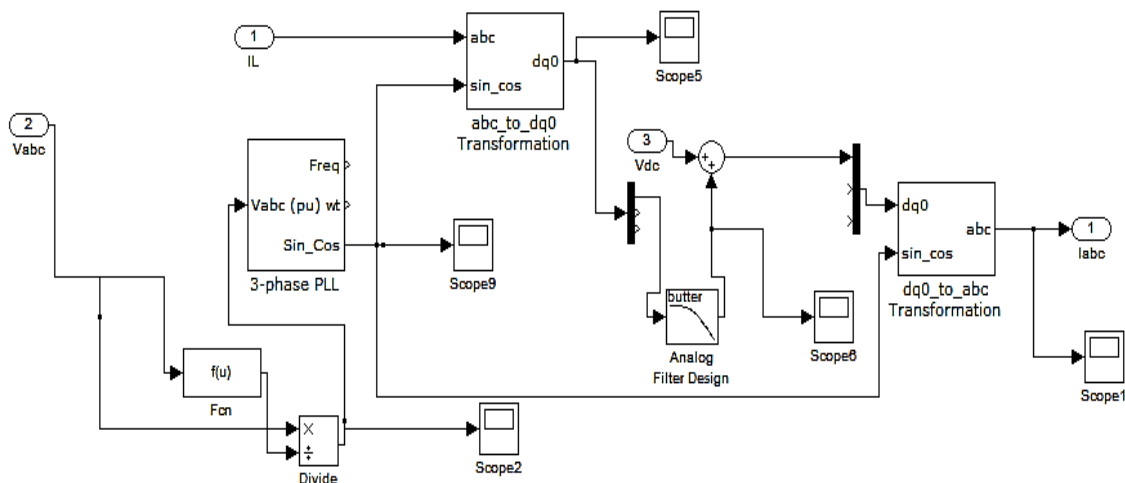 1
IL
abc
dq0
sin_cos
abc_to_dq0
Transformation
Scope5
2
Vabc
Freq
Vabc (pu) wt
Sin_Cos
3-phase PLL
Scope9
3
Vdc
+
+
dq0
abc
sin_cos
dq0_to_abc
Transformation
1
Iabc
butter
Analog
Filter Design
Scope6
Scope1
f(u)
Fcn
×
÷
Divide
Scope2